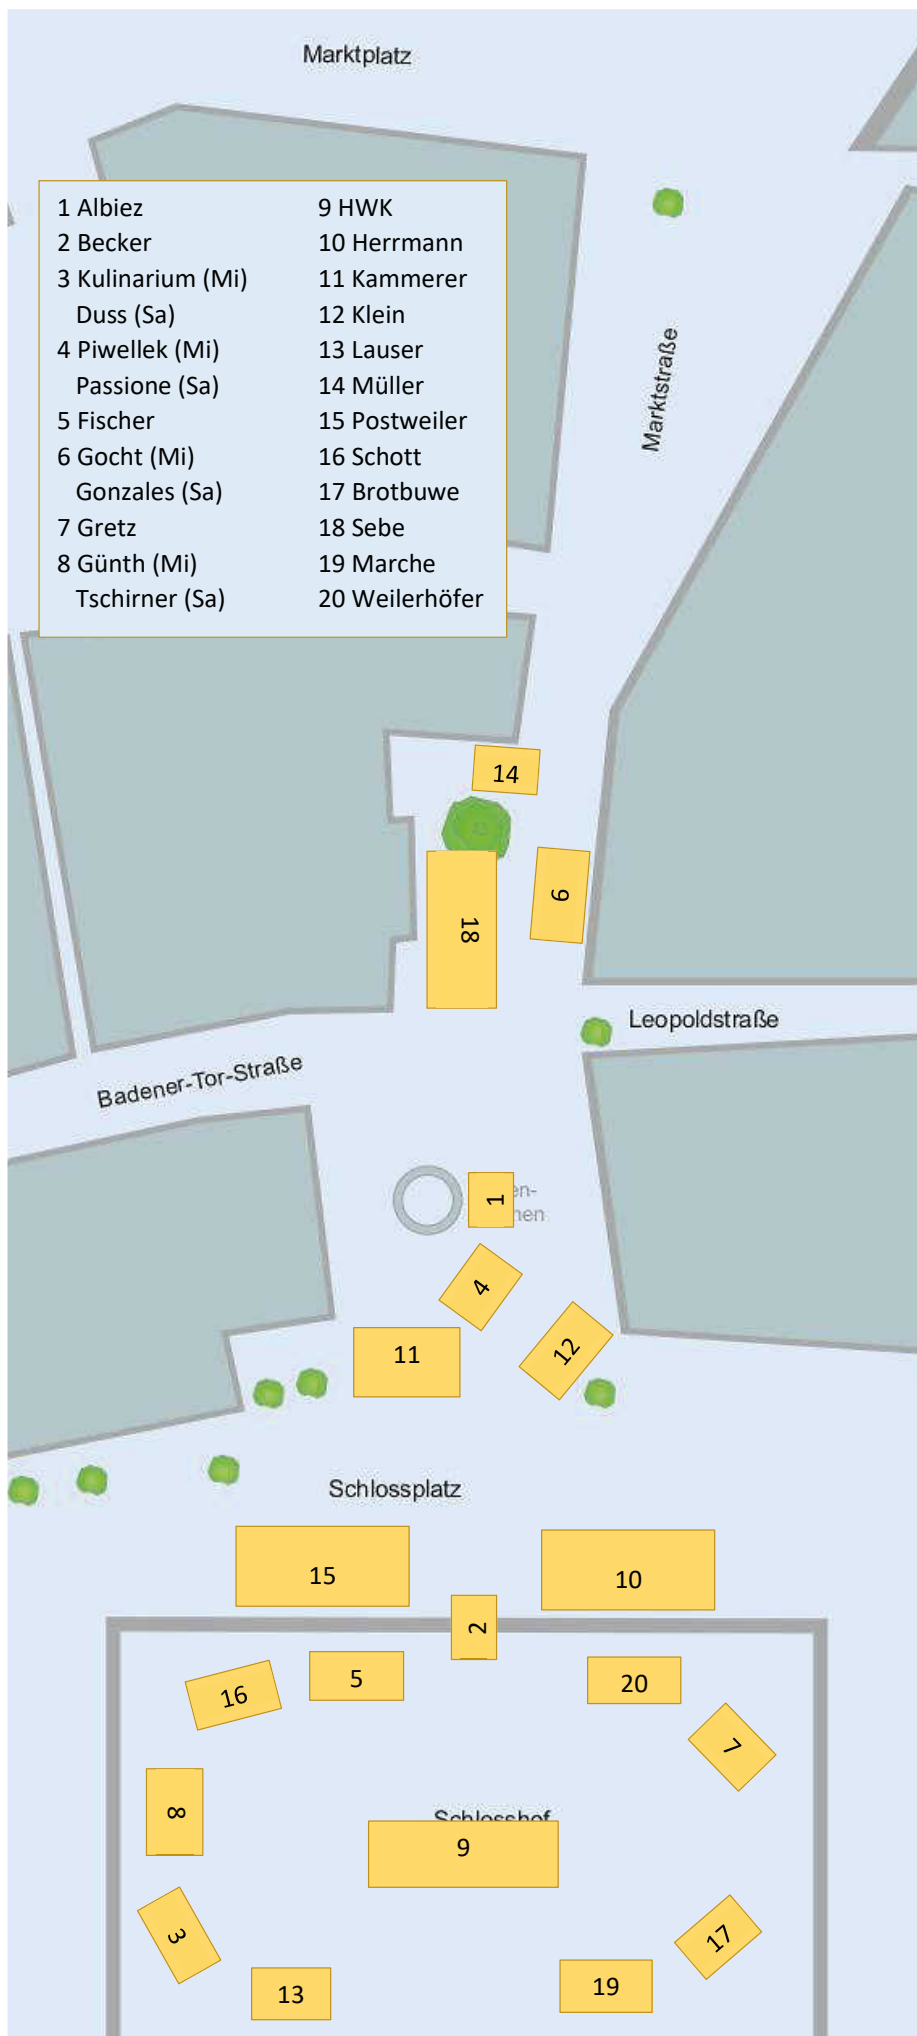 Marktplatz
1 Albiez
2 Becker
3 Kulinarium (Mi)
Duss (Sa)
4 Piwellek (Mi)
Passione (Sa)
5 Fischer
6 Gocht (Mi)
Gonzales (Sa)
7 Gretz
8 Günth (Mi)
Tschirner (Sa)
9 HWK
10 Herrmann
11 Kammerer
12 Klein
13 Lauser
14 Müller
15 Postweiler
16 Schott
17 Brotbuwe
18 Sebe
19 Marche
20 Weilerhöfer
Marktstraße
14
6
18
Leopoldstraße
Badener-Tor-Straße
1
en-
nen
4
11
12
Schlossplatz
15
10
2
5
20
16
7
8
Schlosshof
9
3
17
13
19